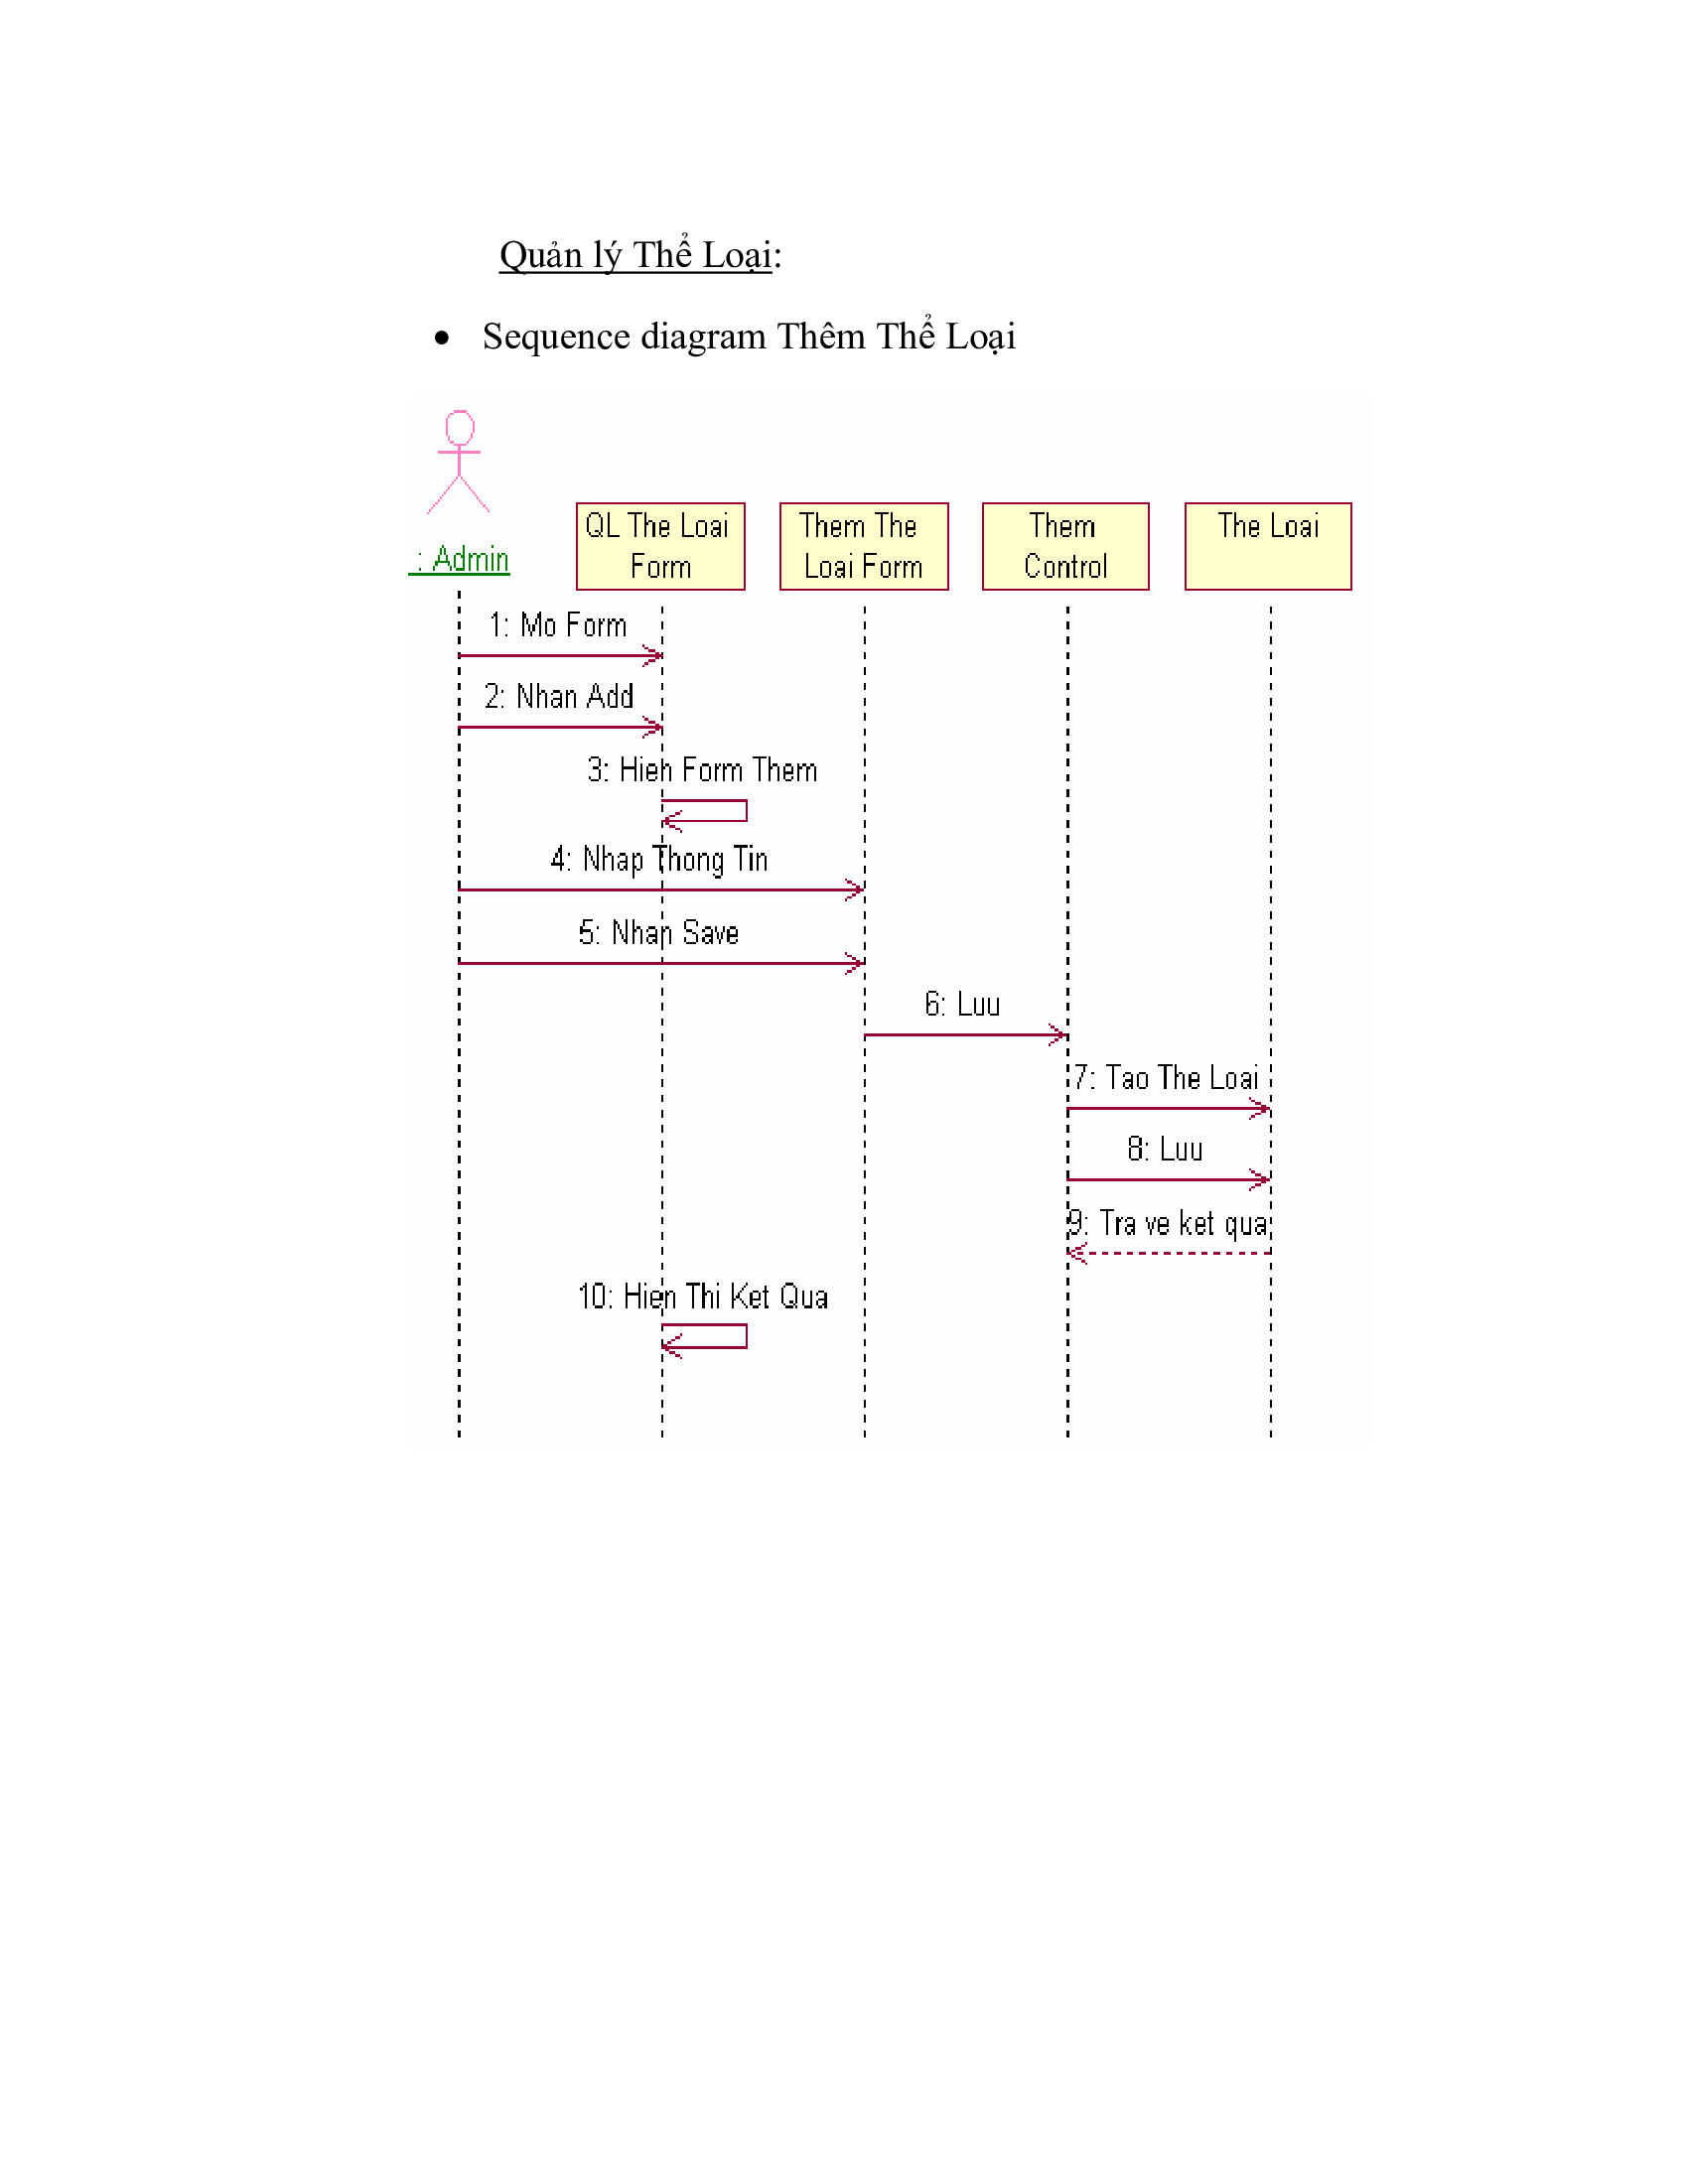 Quản lý Thể Loại:
• Sequence diagram Thêm Thể Loại
: Admin
QL The Loai
Form
Them The
Loai Form
Them
Control
The Loai
1: Mo Form
2: Nhan Add
3: Hien Form Them
4: Nhap Thong Tin
5: Nhan Save
6: Luu
7: Tao The Loai
8: Luu
9: Tra ve ket qua
10: Hien Thi Ket Qua